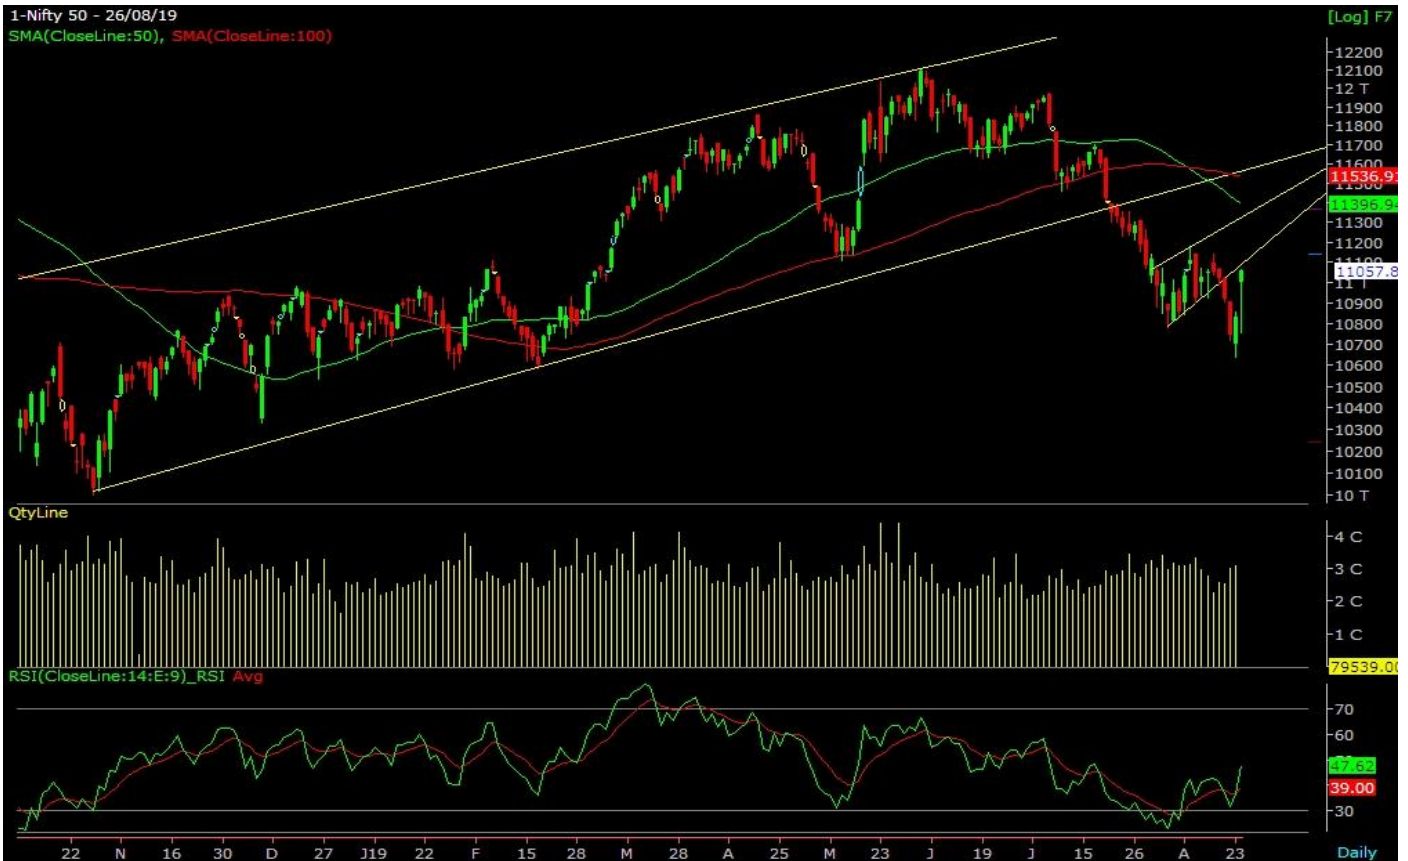 1-Nifty 50 - 26/08/19
[Log] F7
SMA(CloseLine:50), SMA(CloseLine:100)
12200
12100
12 T
11900
11800
11700
11600
11536.91
11500
11396.94
11300
11200
11100
11057.8
11 T
10900
10800
10700
10600
10500
10400
10300
10200
10100
10 T
QtyLine
4 C
3 C
2 C
1 C
79539.00
RSI(CloseLine:14:E:9)_RSI Avg
70
60
47.62
39.00
30
22 N 16 30 D 27 J19 22 F 15 28 M 28 A 25 M 23 J 19 J 15 26 A 23 Daily